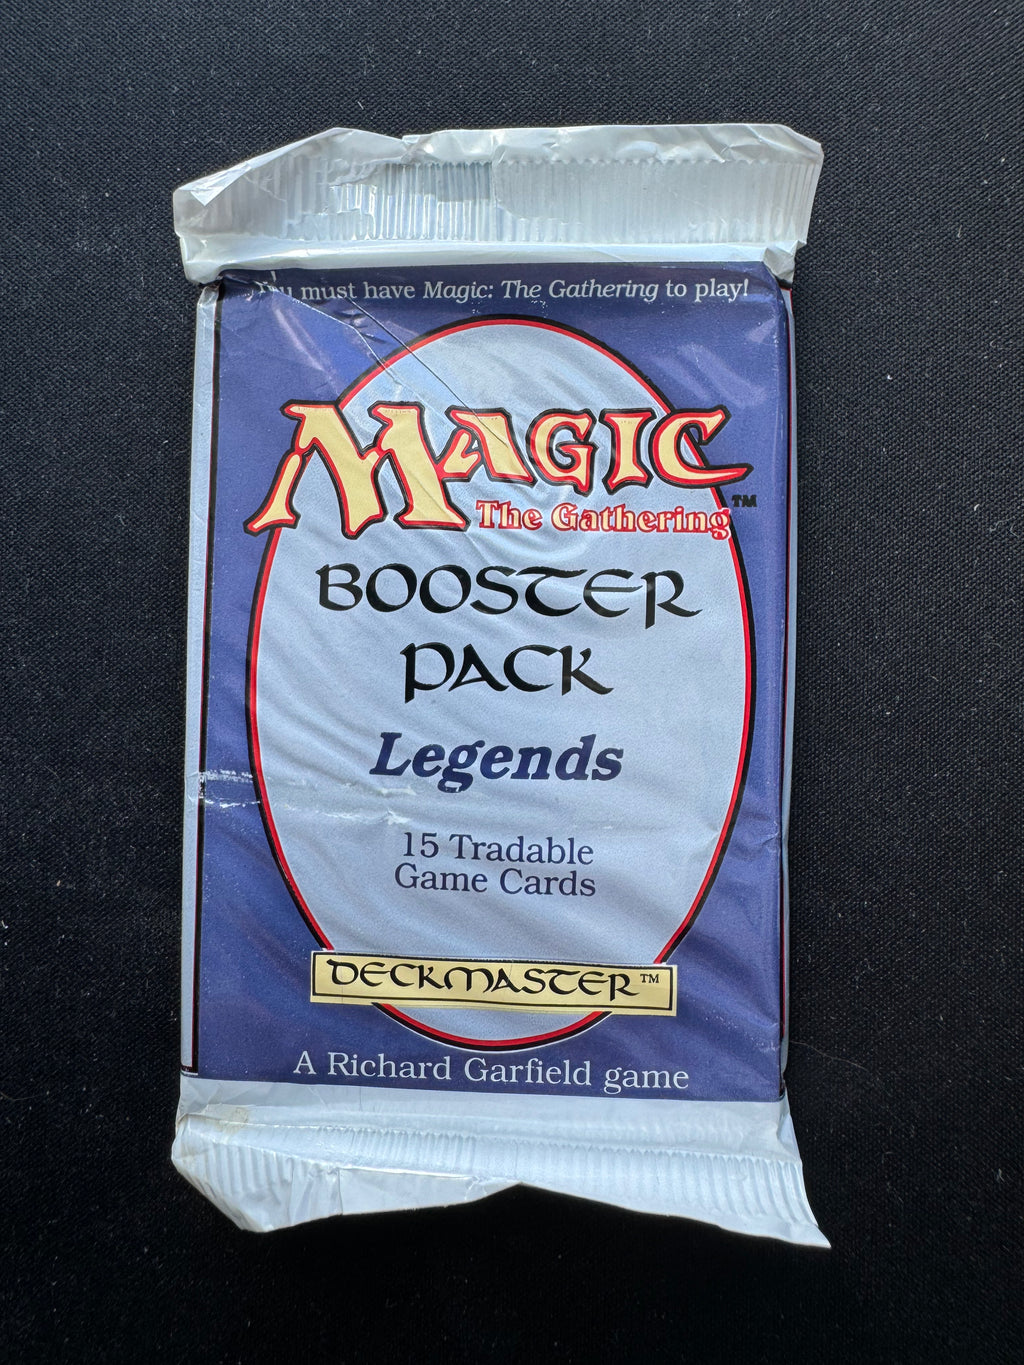 You must have Magic: The Gathering to play!
MAGIC
The Gathering™
BOOSTER
PACK
Legends
15 Tradable
Game Cards
DECKMASTER™
A Richard Garfield game